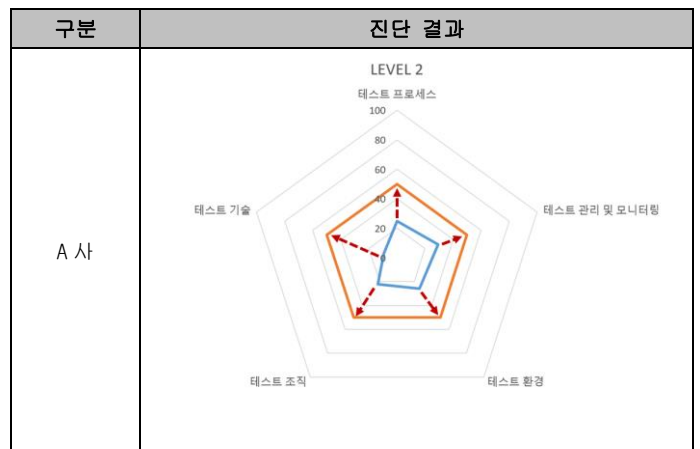 구분 진단 결과
LEVEL 2
테스트 프로세스
100
80
60
40
20
0
테스트 기술
테스트 관리 및 모니터링
A 사
테스트 조직
테스트 환경